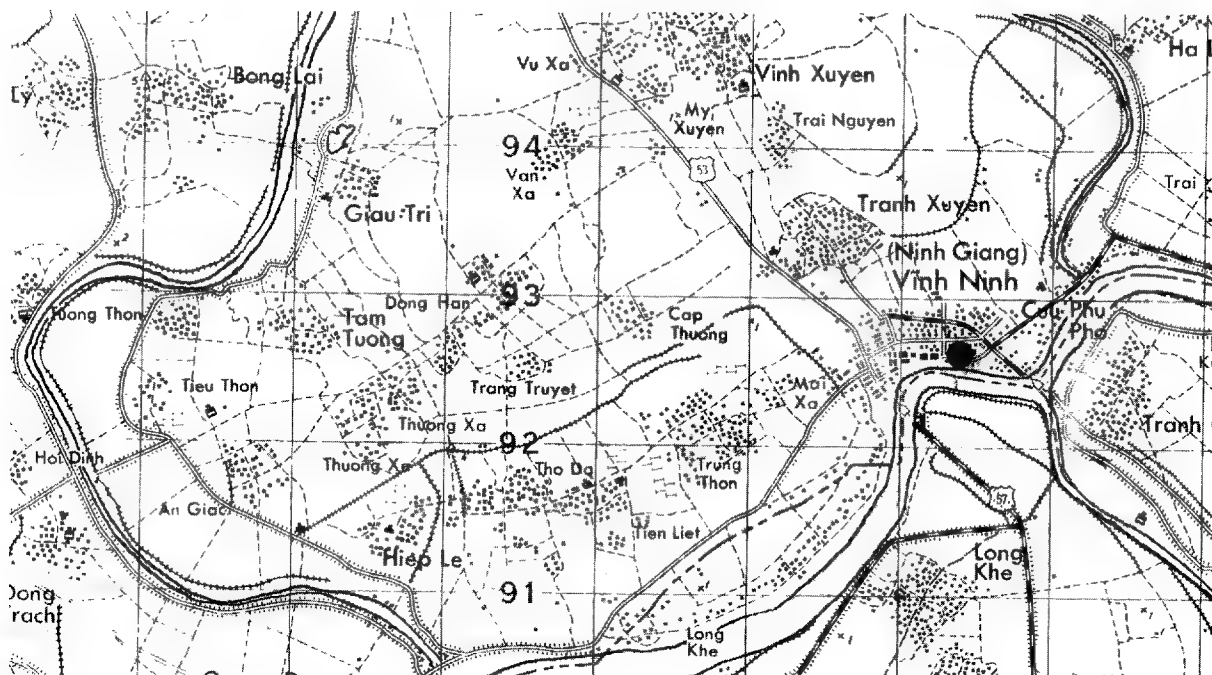 Ha
Vu Xa
Vinh Xuyen
Bong Lai
Ly
My
Xuyen
Trai Nguyen
94
53
Van
Xa
Trai
Giau Tri
Tranh Xuyen
(Ninh Giang)
Vinh Ninh
93
Dong Han
Tuong Thon
Tam
Tuong
Cap
Thuong
Cuu Phu
Pho
K
Tieu Thon
Trang Truyet
Mai
Xa
Thuong Xa
92
Tranh
Hoi Dinh
Thuong Xa
Tho Da
Trung
Thon
57
An Giac
Tien Liet
Hiep Le
Long
Khe
91
Dong
rach
Long
Khe